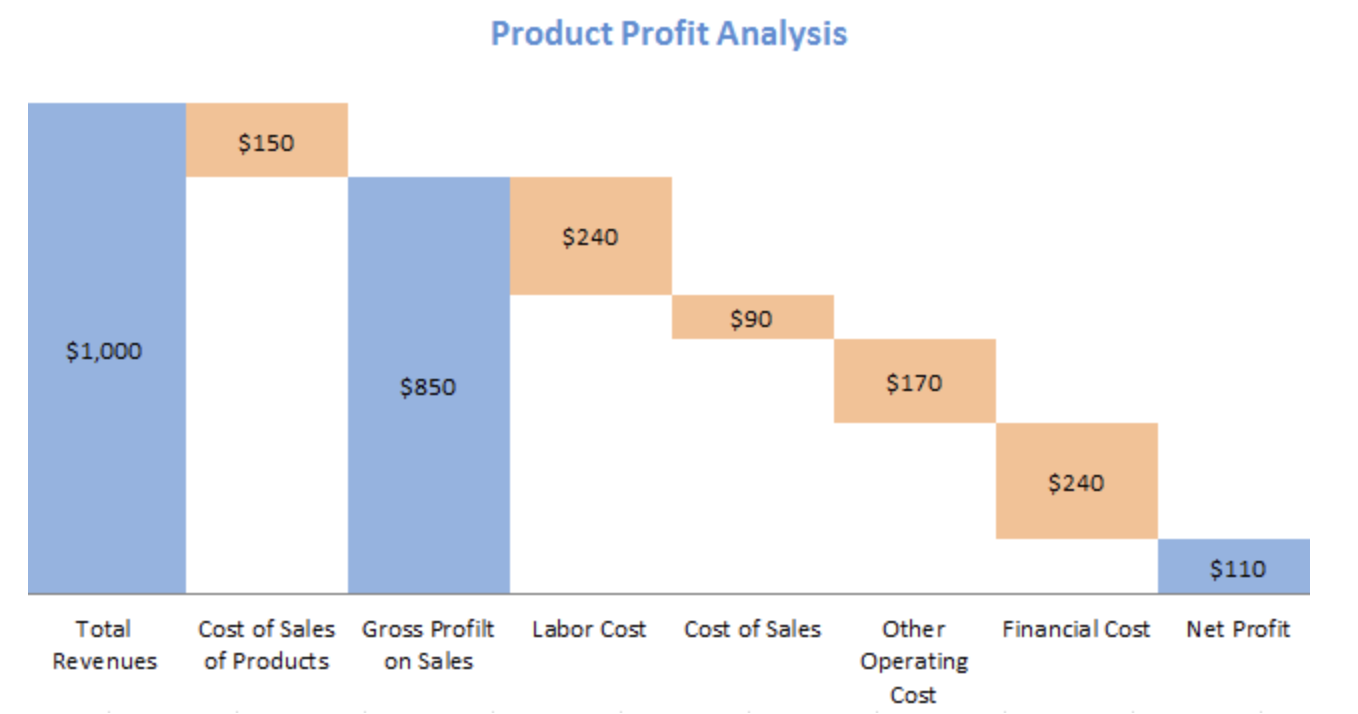 Product Profit Analysis
$150
$240
$90
$1,000
$850
$170
$240
$110
Total
Revenues
Cost of Sales
of Products
Gross Profilt
on Sales
Labor Cost
Cost of Sales
Other
Operating
Cost
Financial Cost
Net Profit